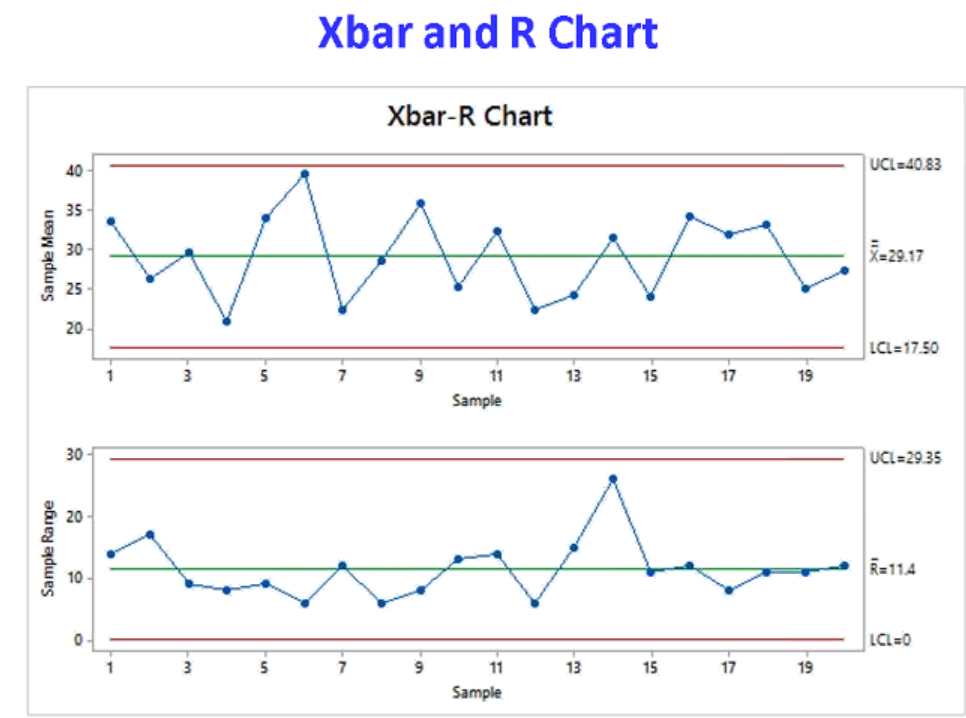 Xbar and R Chart
Xbar-R Chart
Sample Mean
40
35
30
25
20
UCL=40.83
X̿=29.17
LCL=17.50
1 3 5 7 9 11 13 15 17 19
Sample
Sample Range
30
20
10
0
UCL=29.35
R̄=11.4
LCL=0
1 3 5 7 9 11 13 15 17 19
Sample